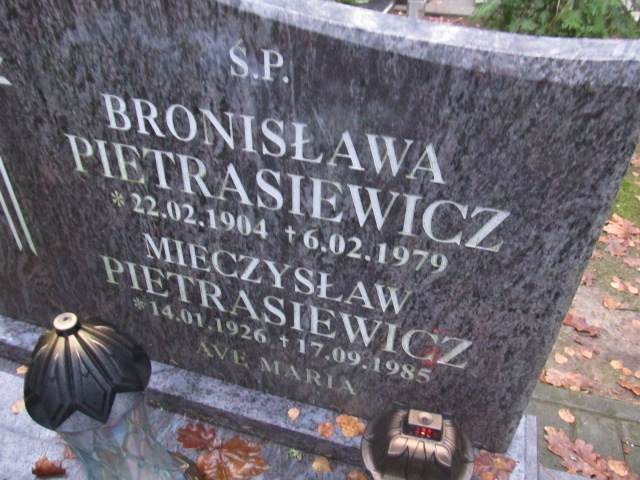 Ś.P.
BRONISŁAWA
PIETRASIEWICZ
*22.02.1904 †6.02.1979
MIECZYSŁAW
PIETRASIEWICZ
*14.01.1926 †17.09.1985
AVE MARIA